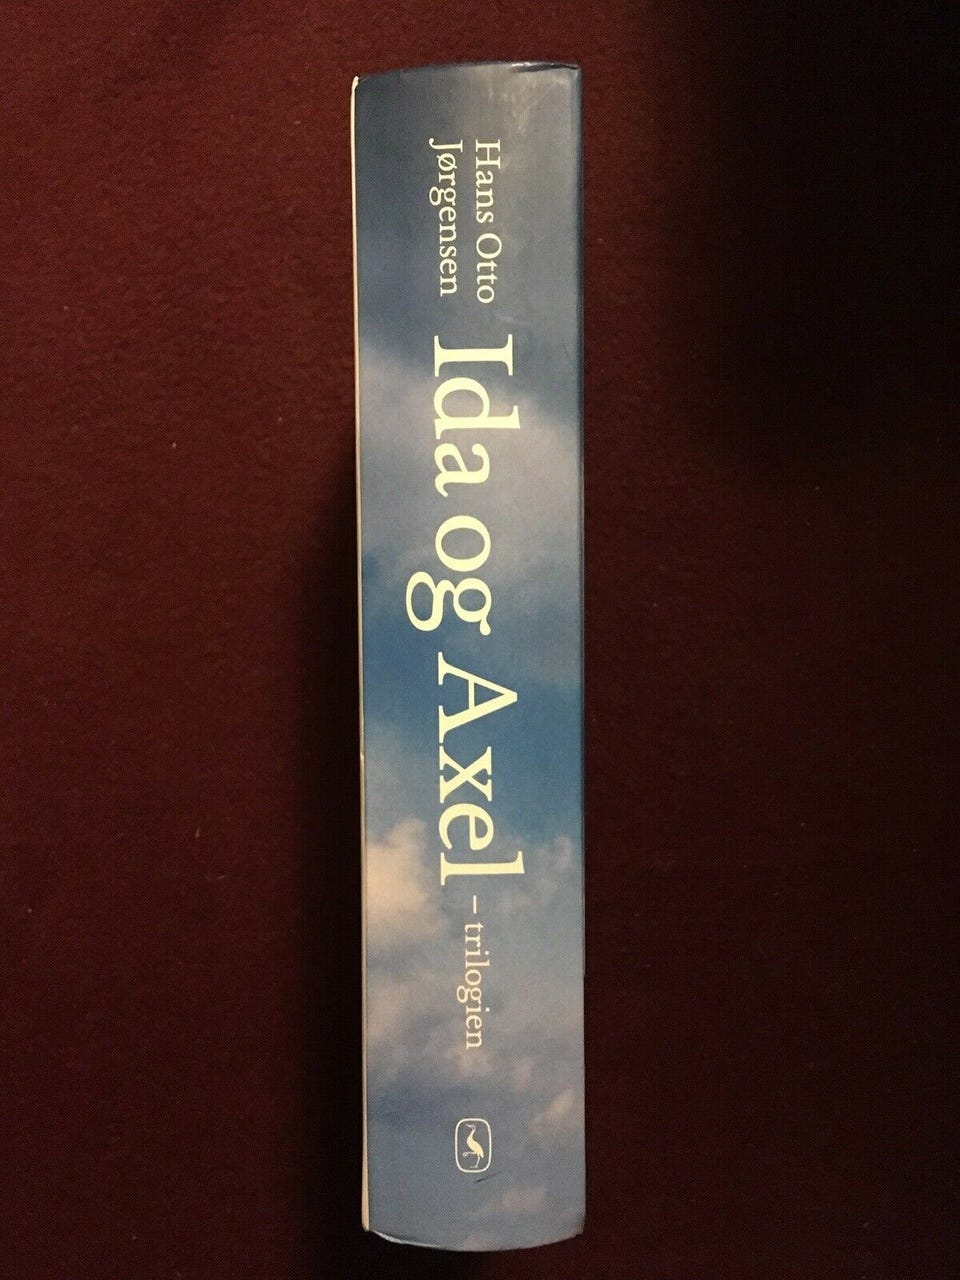 Hans Otto
Jørgensen
Ida og Axel – trilogien